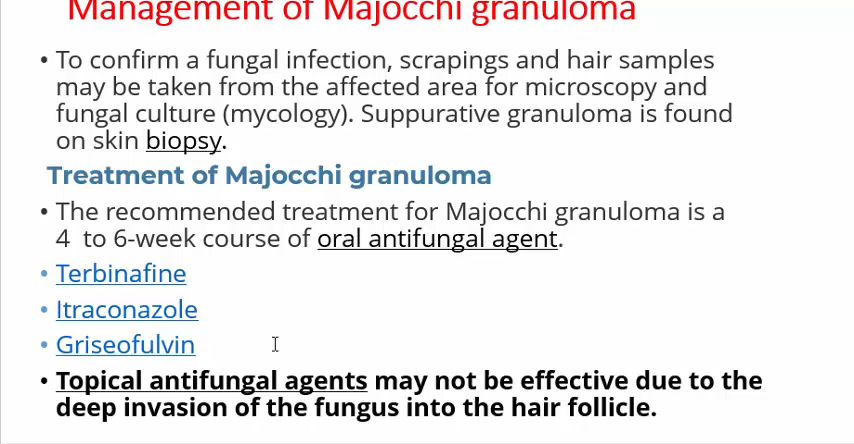 Management of Majocchi granuloma
• To confirm a fungal infection, scrapings and hair samples
may be taken from the affected area for microscopy and
fungal culture (mycology). Suppurative granuloma is found
on skin biopsy.
Treatment of Majocchi granuloma
• The recommended treatment for Majocchi granuloma is a
4  to 6-week course of oral antifungal agent.
• Terbinafine
• Itraconazole
• Griseofulvin
• Topical antifungal agents may not be effective due to the
deep invasion of the fungus into the hair follicle.